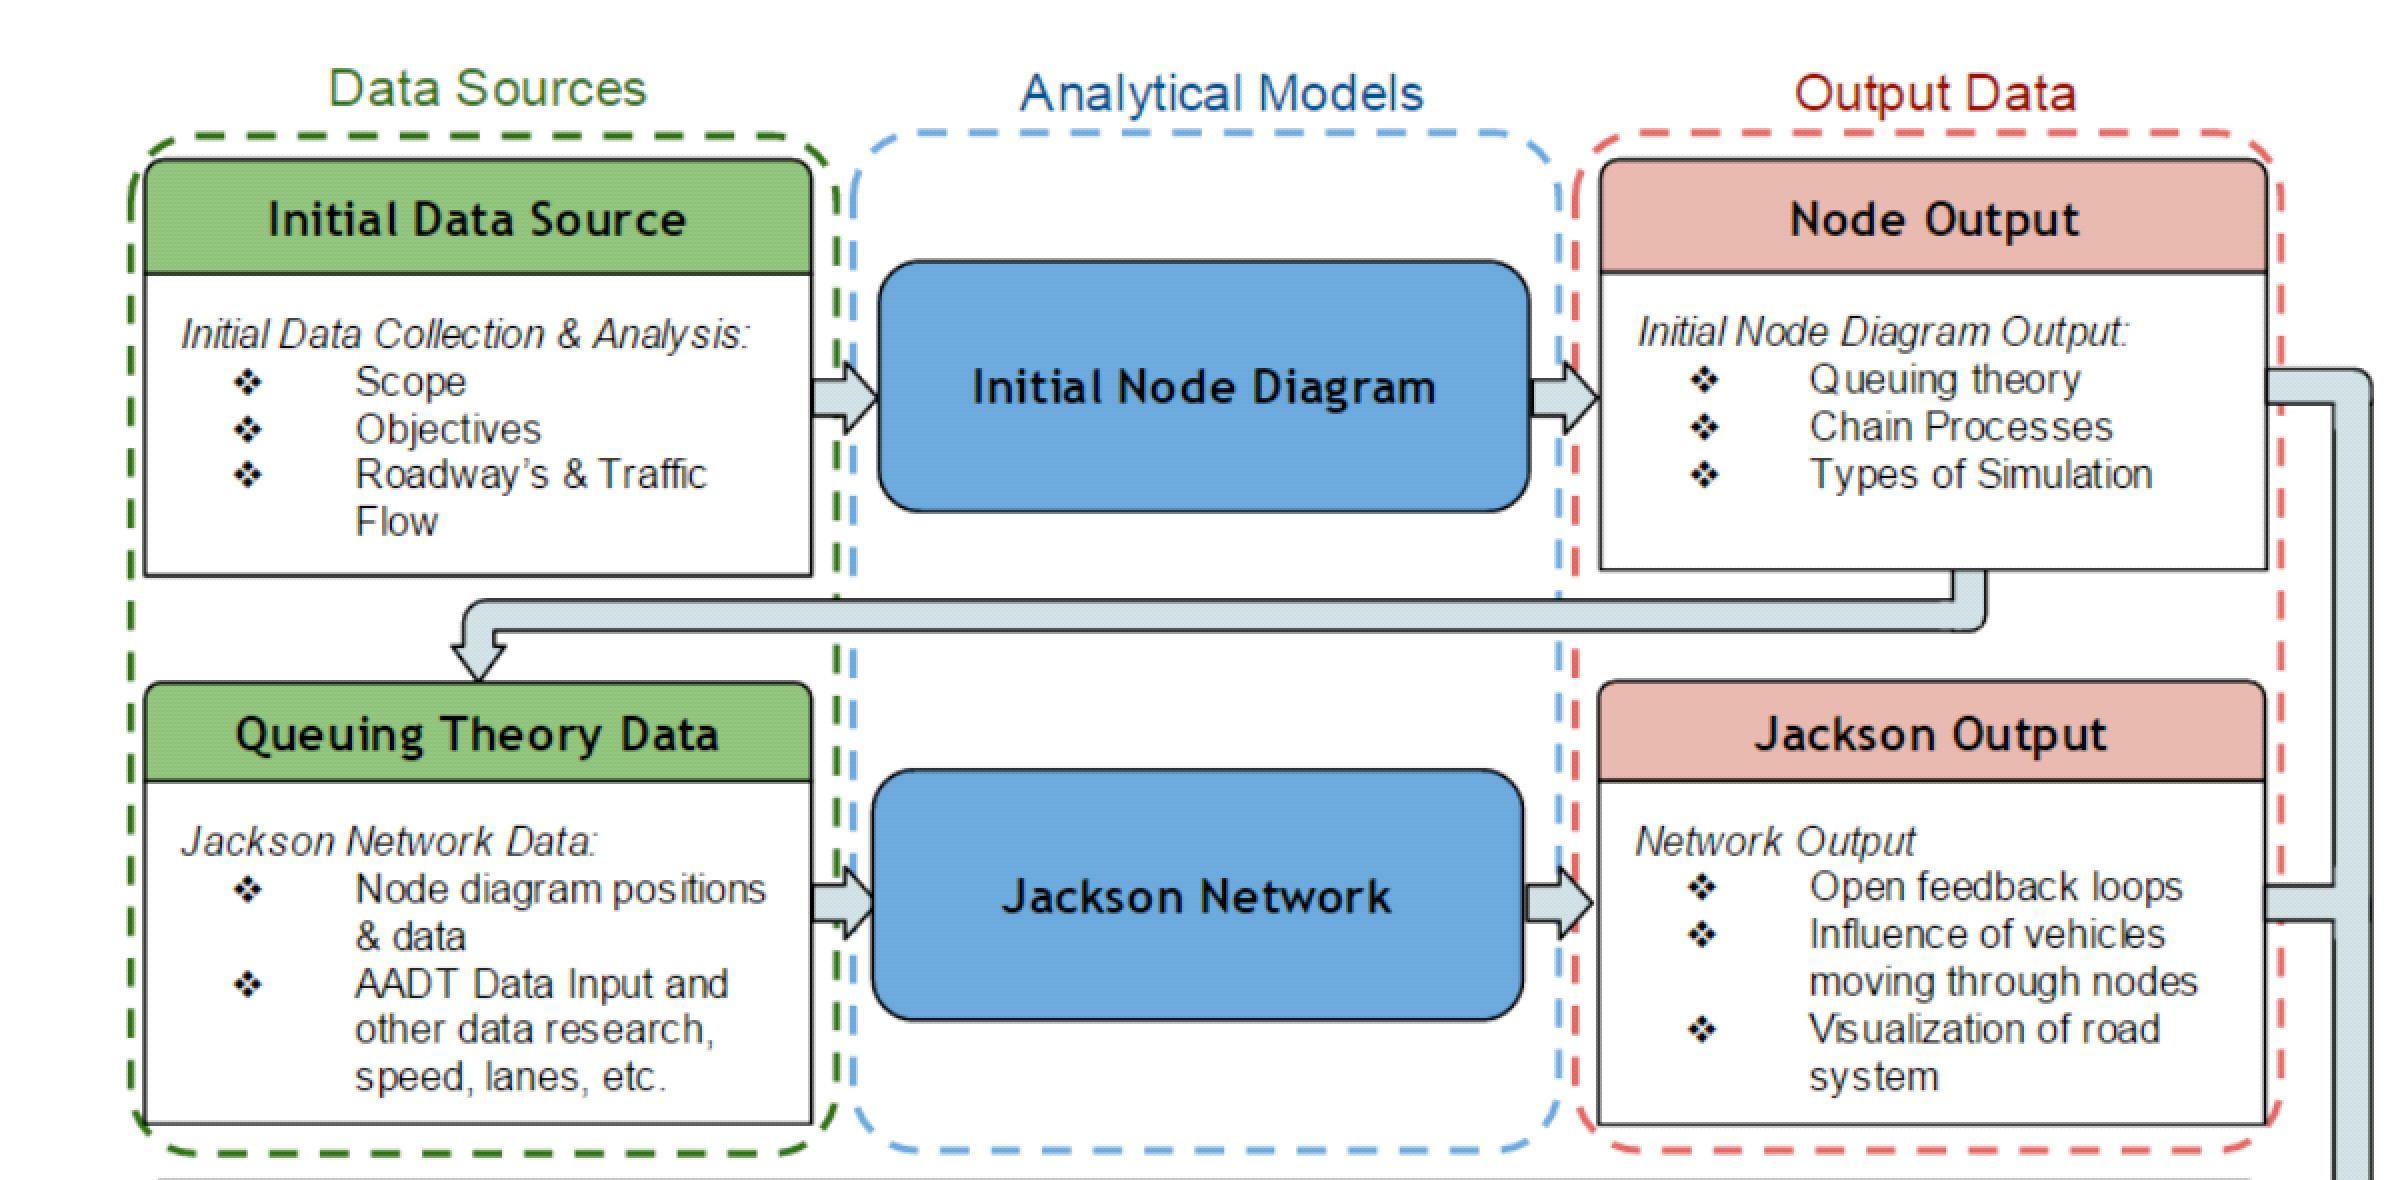 Data Sources
Analytical Models
Output Data
Initial Data Source
Initial Data Collection & Analysis:
❖ Scope
❖ Objectives
❖ Roadway’s & Traffic
Flow
Initial Node Diagram
Node Output
Initial Node Diagram Output:
❖ Queuing theory
❖ Chain Processes
❖ Types of Simulation
Queuing Theory Data
Jackson Network Data:
❖ Node diagram positions
& data
❖ AADT Data Input and
other data research,
speed, lanes, etc.
Jackson Network
Jackson Output
Network Output
❖ Open feedback loops
❖ Influence of vehicles
moving through nodes
❖ Visualization of road
system